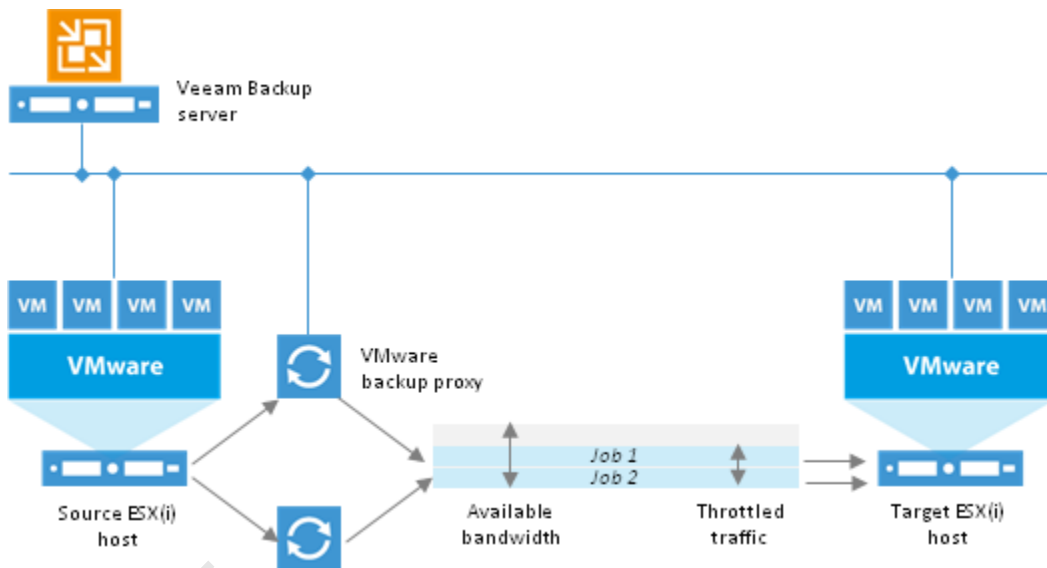 Veeam Backup
server
VM VM VM VM
VMware
VM VM VM VM
VMware
VMware
backup proxy
Job 1
Job 2
Source ESX(i)
host
Available
bandwidth
Throttled
traffic
Target ESX(i)
host